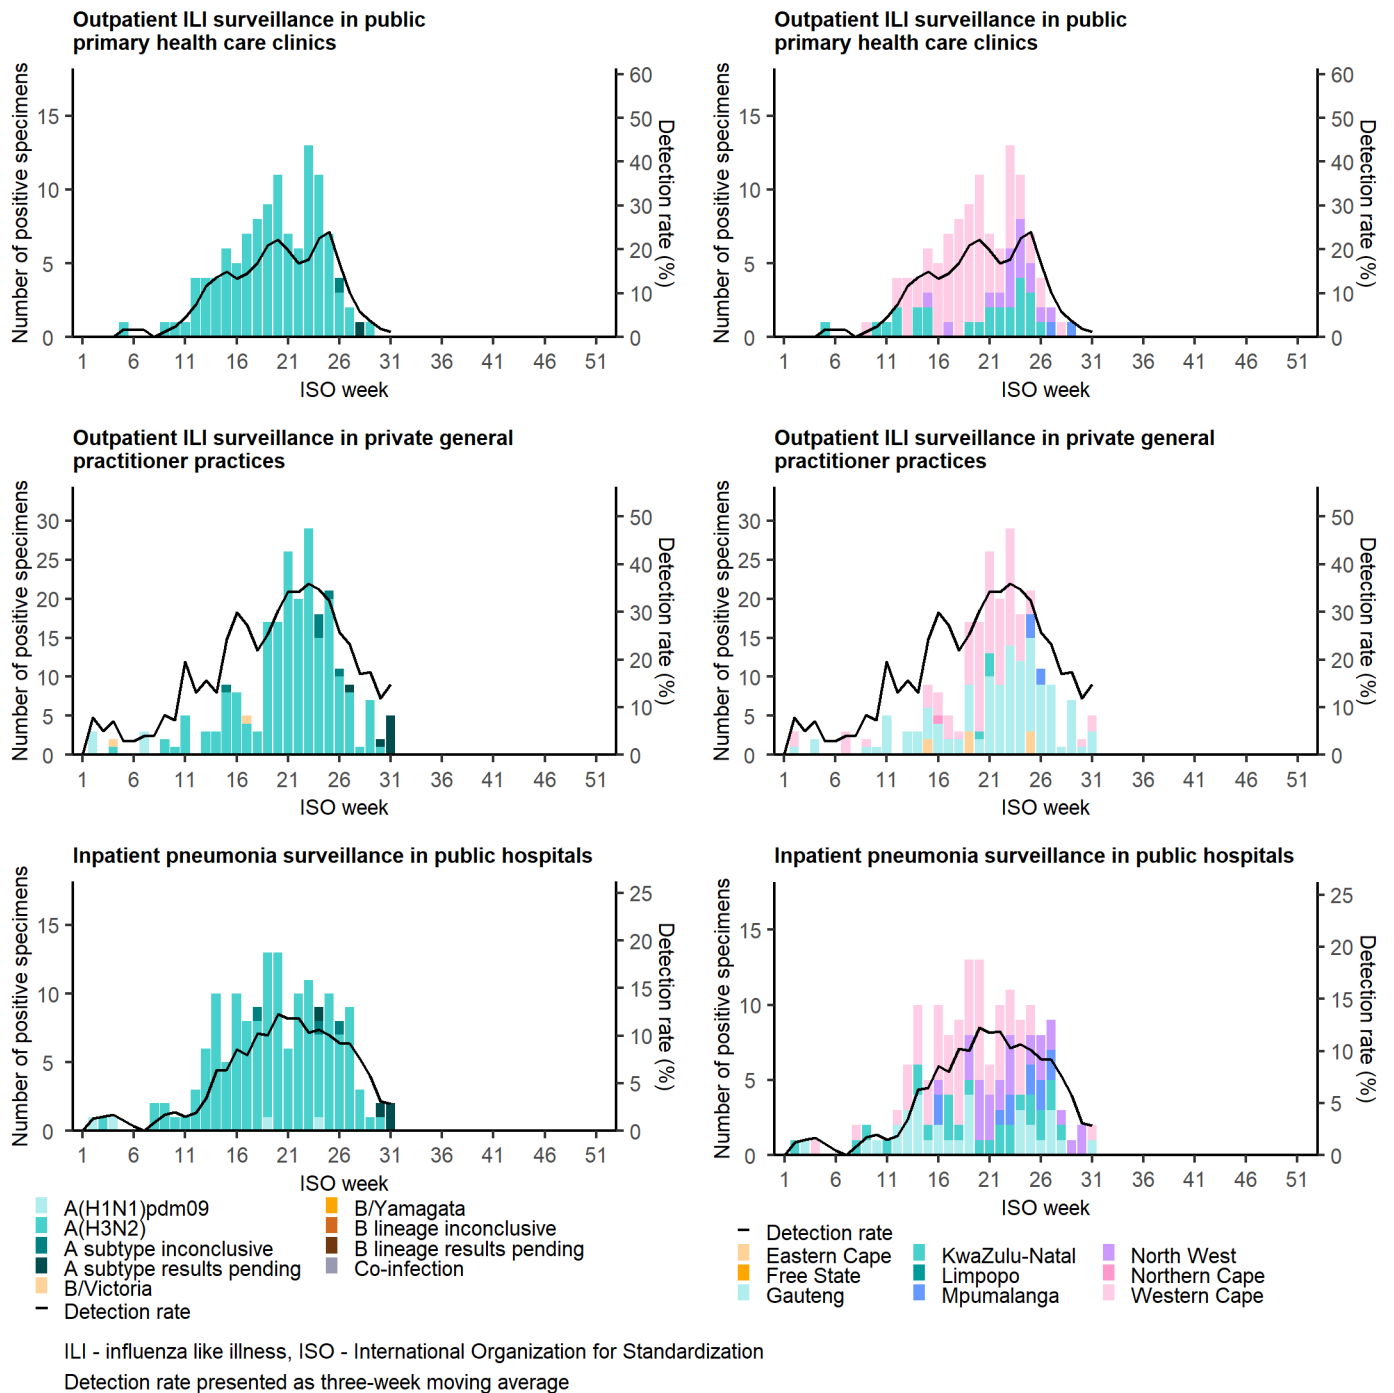 Outpatient ILI surveillance in public
primary health care clinics
Number of positive specimens
15
10
5
0
60
50
40
30
20
10
0
Detection rate (%)
1 6 11 16 21 26 31 36 41 46 51
ISO week
Outpatient ILI surveillance in public
primary health care clinics
Number of positive specimens
15
10
5
0
60
50
40
30
20
10
0
Detection rate (%)
1 6 11 16 21 26 31 36 41 46 51
ISO week
Outpatient ILI surveillance in private general
practitioner practices
Number of positive specimens
30
25
20
15
10
5
0
50
40
30
20
10
0
Detection rate (%)
1 6 11 16 21 26 31 36 41 46 51
ISO week
Outpatient ILI surveillance in private general
practitioner practices
Number of positive specimens
30
25
20
15
10
5
0
50
40
30
20
10
0
Detection rate (%)
1 6 11 16 21 26 31 36 41 46 51
ISO week
Inpatient pneumonia surveillance in public hospitals
Number of positive specimens
15
10
5
0
25
20
15
10
5
0
Detection rate (%)
1 6 11 16 21 26 31 36 41 46 51
ISO week
A(H1N1)pdm09
A(H3N2)
A subtype inconclusive
A subtype results pending
B/Victoria
Detection rate
B/Yamagata
B lineage inconclusive
B lineage results pending
Co-infection
Inpatient pneumonia surveillance in public hospitals
Number of positive specimens
15
10
5
0
25
20
15
10
5
0
Detection rate (%)
1 6 11 16 21 26 31 36 41 46 51
ISO week
Detection rate
Eastern Cape
Free State
Gauteng
KwaZulu-Natal
Limpopo
Mpumalanga
North West
Northern Cape
Western Cape
ILI - influenza like illness, ISO - International Organization for Standardization
Detection rate presented as three-week moving average